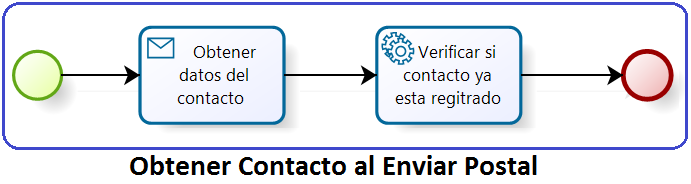 Obtener
datos del
contacto
Verificar si
contacto ya
esta regitrado
Obtener Contacto al Enviar Postal